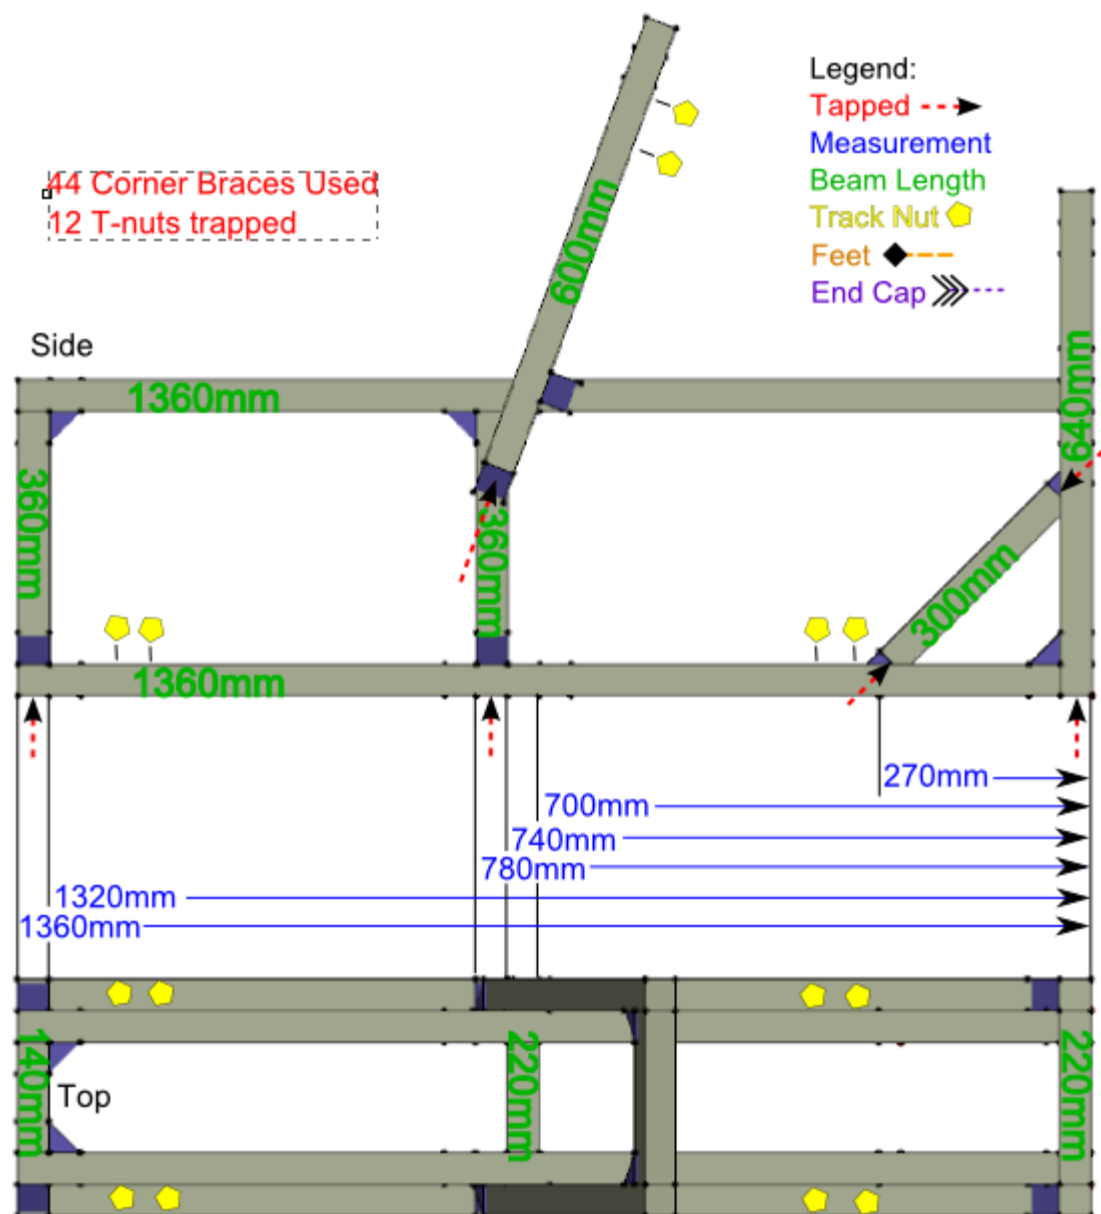 Legend:
Tapped
Measurement
Beam Length
Track Nut
Feet
End Cap
44 Corner Braces Used
12 T-nuts trapped
600mm
Side
1360mm
640mm
360mm
360mm
300mm
1360mm
270mm
700mm
740mm
780mm
1320mm
1360mm
140mm
220mm
220mm
Top